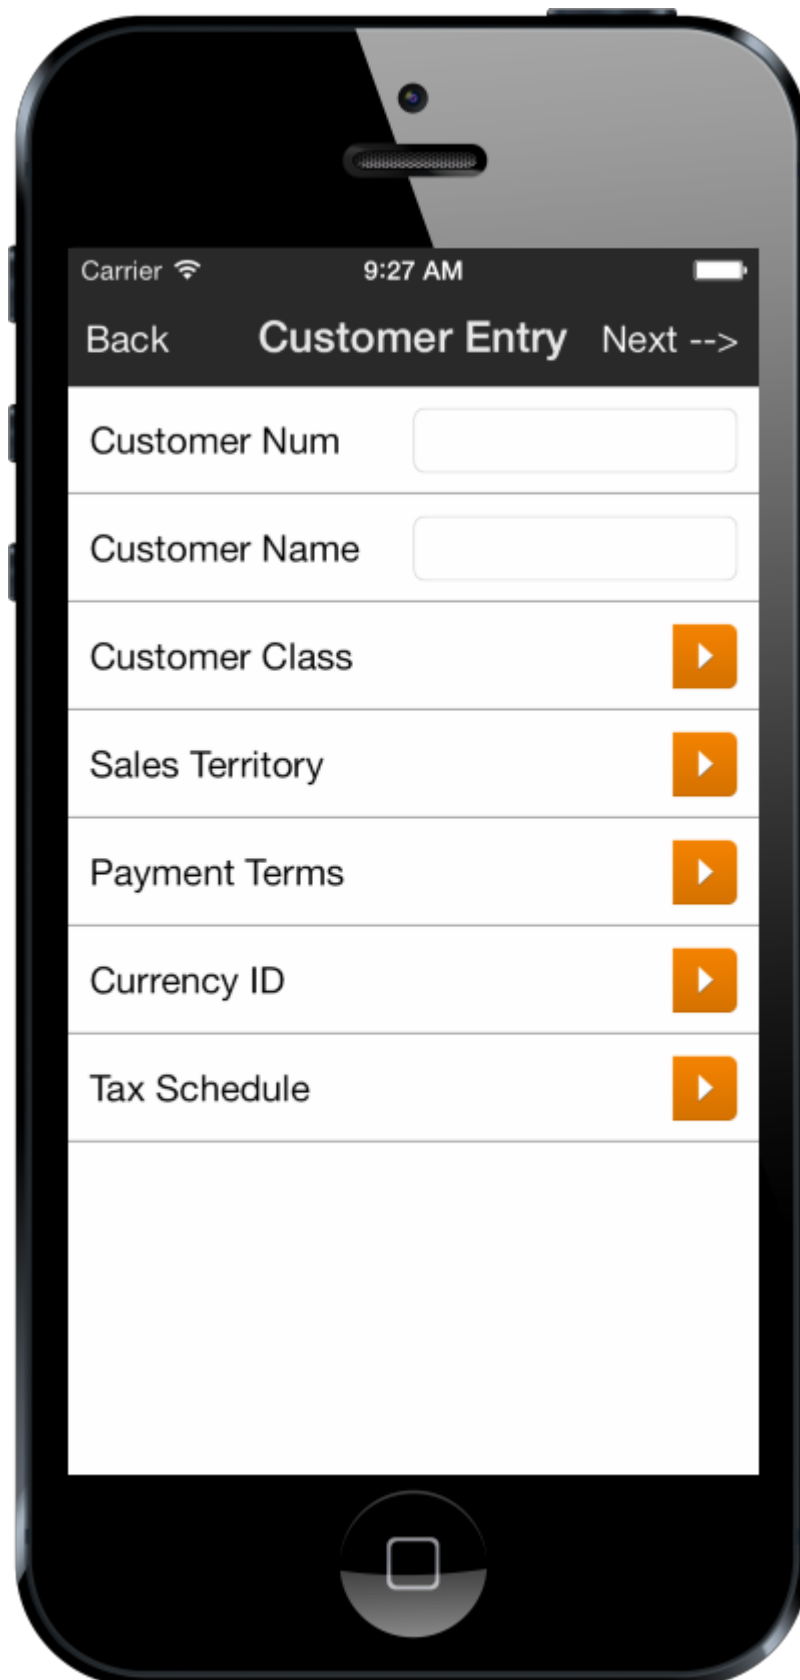 Carrier
9:27 AM
Back
Customer Entry
Next -->
Customer Num
Customer Name
Customer Class
Sales Territory
Payment Terms
Currency ID
Tax Schedule